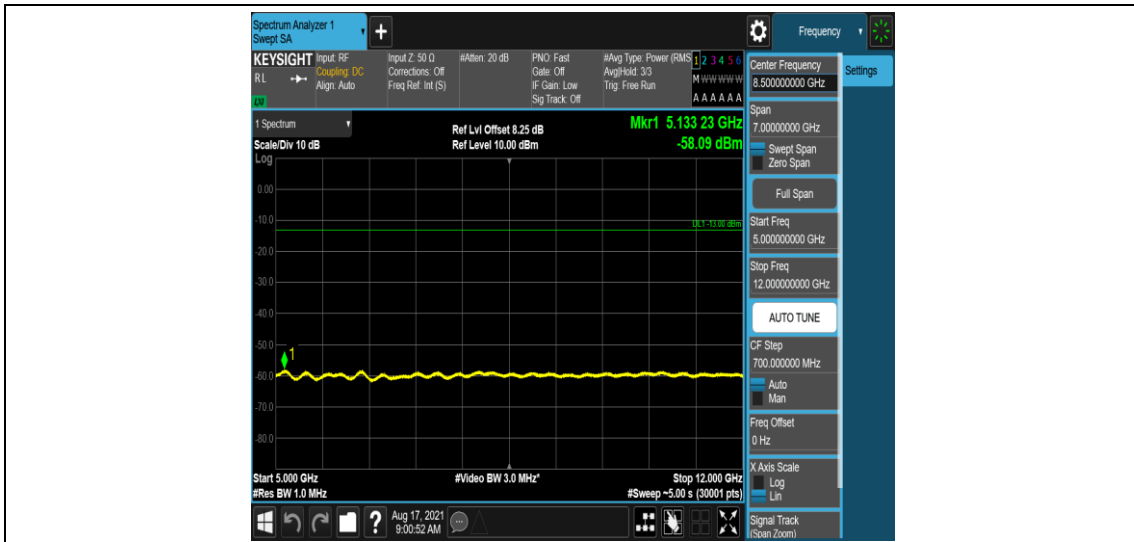 Spectrum Analyzer 1
Swept SA
+
Frequency
KEYSIGHT
RL
LM
Input: RF
Coupling: DC
Align: Auto
Input Z: 50 Ω
Corrections: Off
Freq Ref: Int (S)
#Atten: 20 dB
PNO: Fast
Gate: Off
IF Gain: Low
Sig Track: Off
#Avg Type: Power (RMS
Avg|Hold: 3/3
Trig: Free Run
1 2 3 4 5 6
M W W W W W
A A A A A A
1 Spectrum
Scale/Div 10 dB
Ref Lvl Offset 8.25 dB
Ref Level 10.00 dBm
Mkr1 5.133 23 GHz
-58.09 dBm
Log
0.00
-10.0
DL1 -13.00 dBm
-20.0
-30.0
-40.0
-50.0
1
-60.0
-70.0
-80.0
Start 5.000 GHz
#Res BW 1.0 MHz
#Video BW 3.0 MHz*
Stop 12.000 GHz
#Sweep ~5.00 s (30001 pts)
Center Frequency
8.500000000 GHz
Settings
Span
7.00000000 GHz
Swept Span
Zero Span
Full Span
Start Freq
5.000000000 GHz
Stop Freq
12.000000000 GHz
AUTO TUNE
CF Step
700.000000 MHz
Auto
Man
Freq Offset
0 Hz
X Axis Scale
Log
Lin
Signal Track
(Span Zoom)
?
Aug 17, 2021
9:00:52 AM